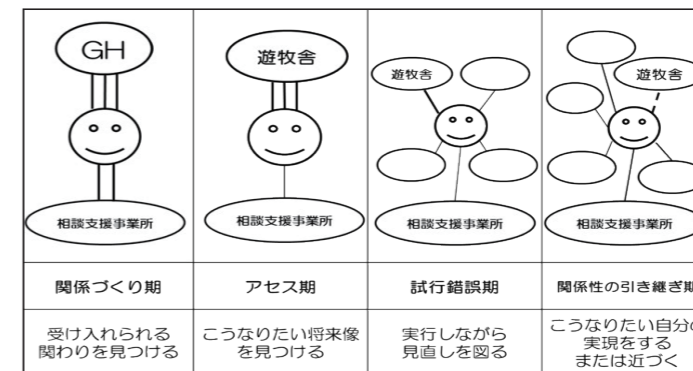 GH
遊牧舎
遊牧舎
遊牧舎
相談支援事業所
相談支援事業所
相談支援事業所
相談支援事業所
関係づくり期
アセス期
試行錯誤期
関係性の引き継ぎ期
受け入れられる
関わりを見つける
こうなりたい将来像
を見つける
実行しながら
見直しを図る
こうなりたい自分の
実現をする
または近づく